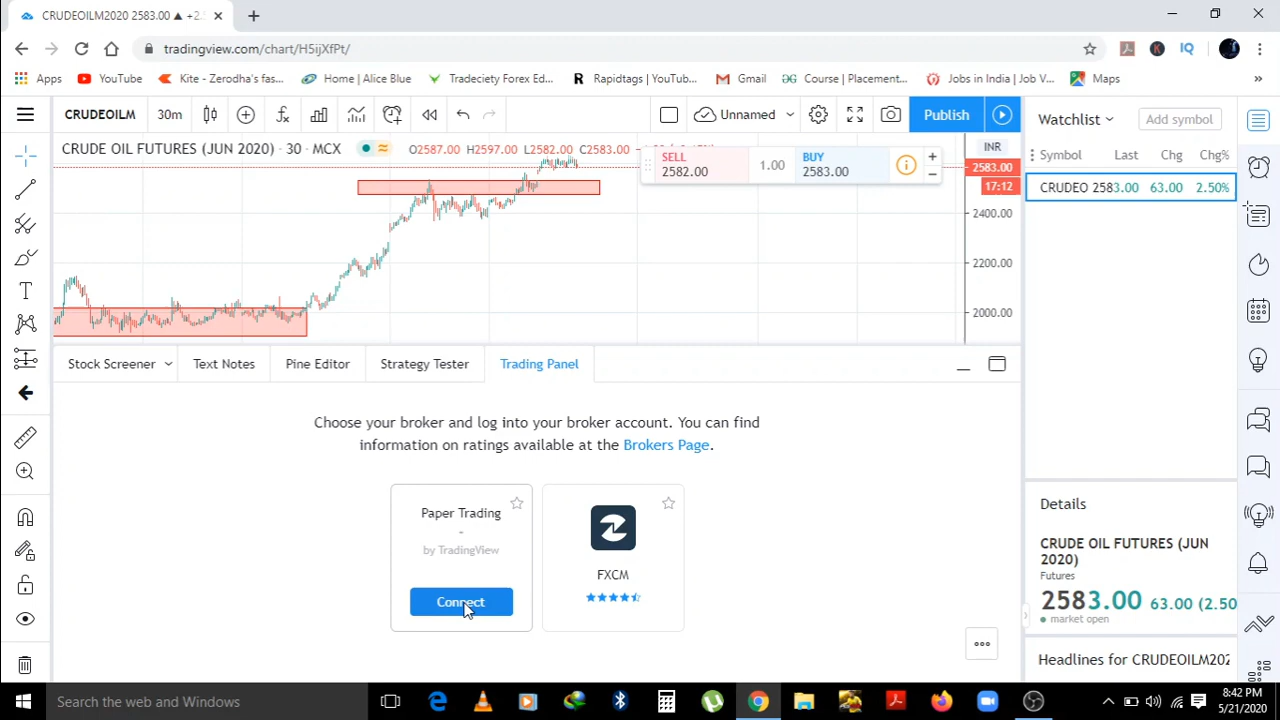 CRUDEOILM2020 2583.00 ▲ +2.
tradingview.com/chart/H5ijXfPt/
Apps
YouTube
Kite - Zerodha's fas...
Home | Alice Blue
Tradeciety Forex Ed...
Rapidtags | YouTub...
Gmail
Course | Placement...
Jobs in India | Job V...
Maps
»
CRUDEOILM
30m
Unnamed
Publish
Watchlist
Add symbol
CRUDE OIL FUTURES (JUN 2020) · 30 · MCX
O2587.00 H2597.00 L2582.00 C2583.00
SELL
2582.00
1.00
BUY
2583.00
INR
2583.00
17:12
2400.00
2200.00
2000.00
Symbol Last Chg Chg%
CRUDEO 2583.00 63.00 2.50%
Stock Screener
Text Notes
Pine Editor
Strategy Tester
Trading Panel
Choose your broker and log into your broker account. You can find
information on ratings available at the Brokers Page.
Paper Trading
-
by TradingView
Connect
FXCM
Details
CRUDE OIL FUTURES (JUN
2020)
Futures
2583.00 63.00 (2.50
market open
Headlines for CRUDEOILM202
Search the web and Windows
8:42 PM
5/21/2020